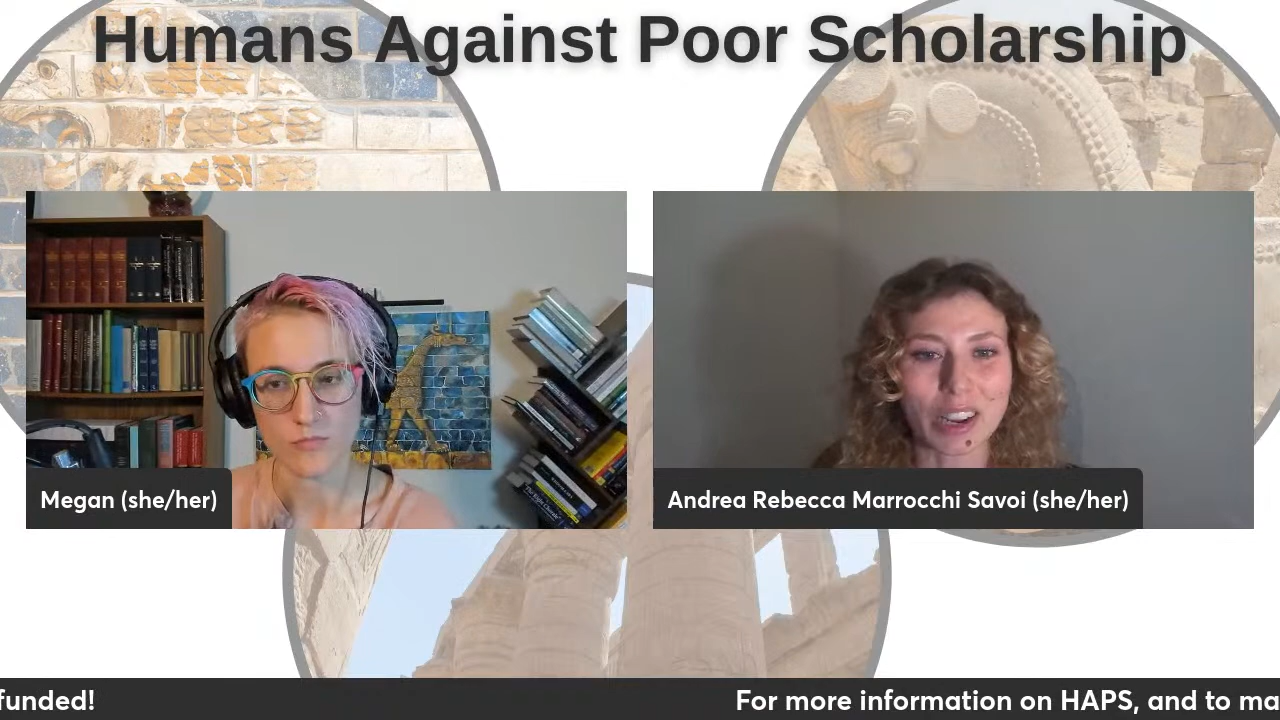 Humans Against Poor Scholarship
Megan (she/her)
Andrea Rebecca Marrocchi Savoi (she/her)
funded!
For more information on HAPS, and to ma